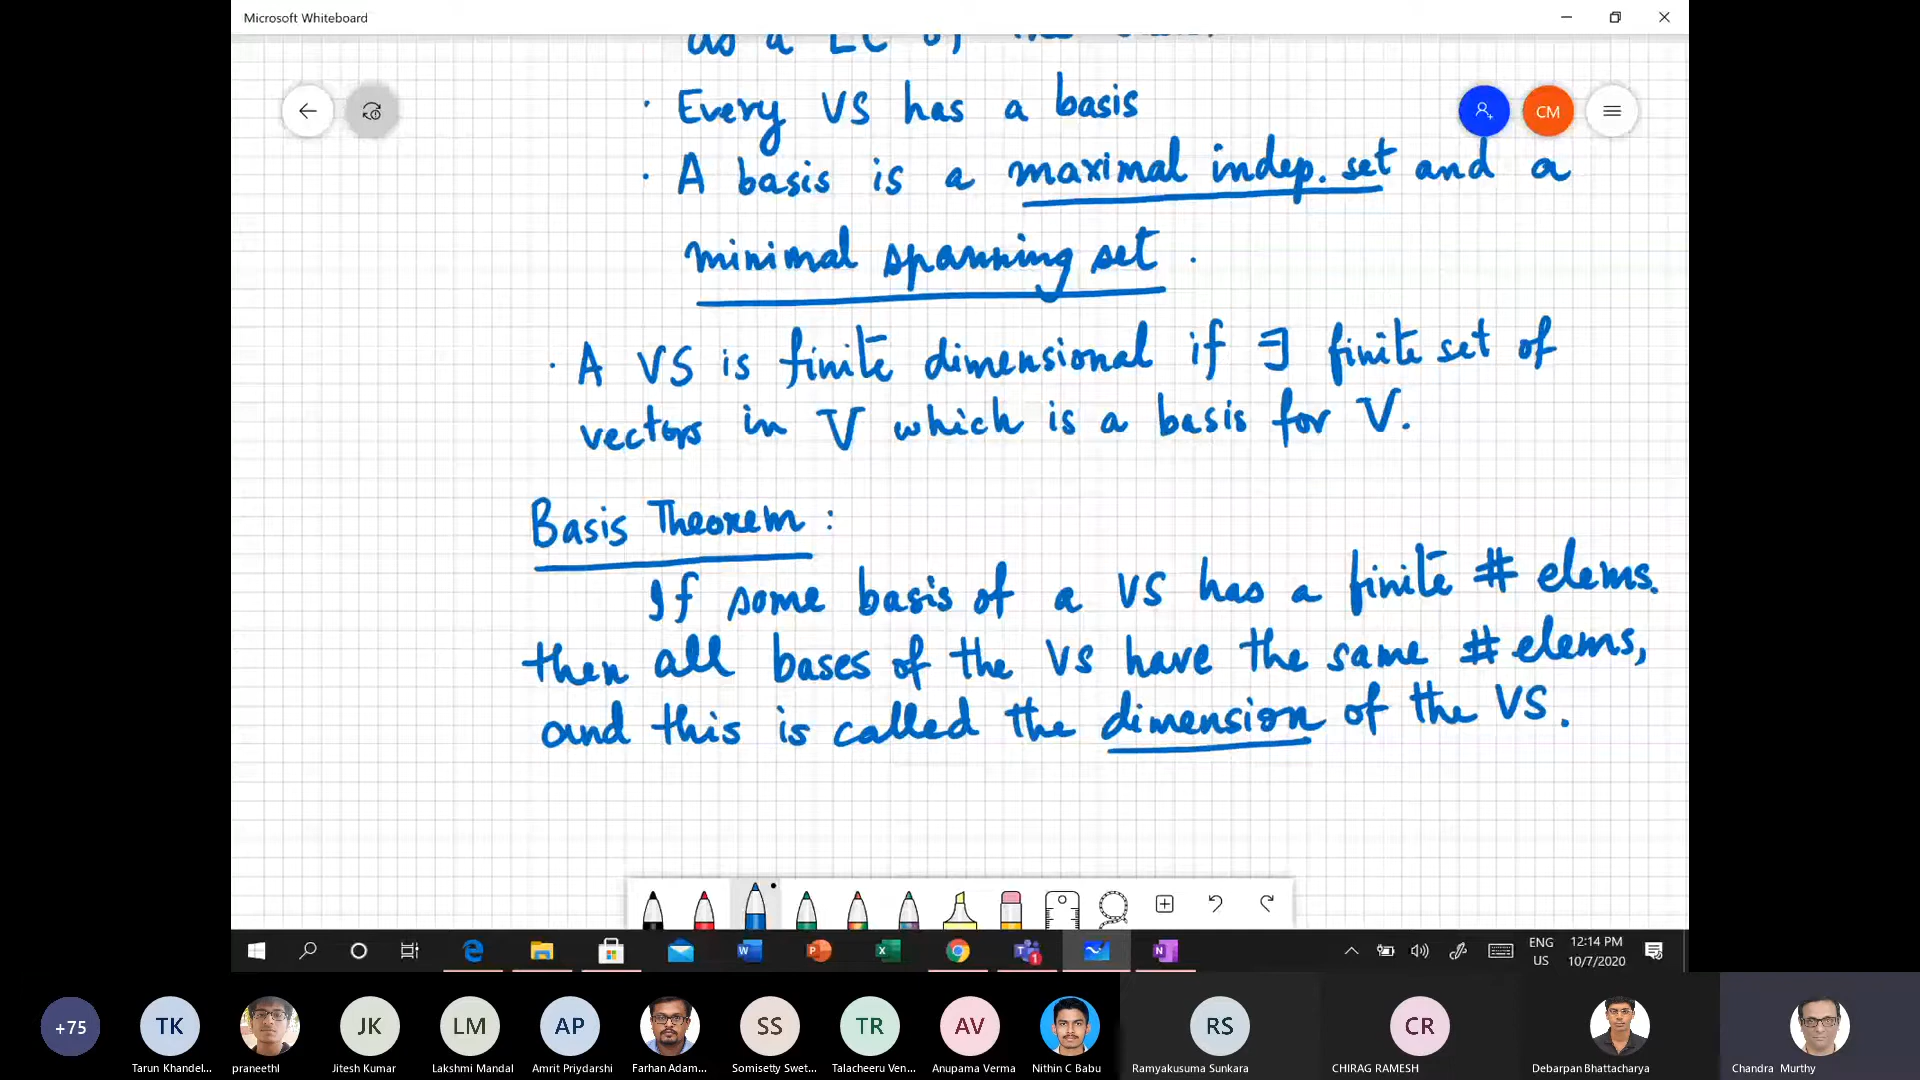 Microsoft Whiteboard
as a LC of
· Every VS has a basis
CM
· A basis is a maximal indep. set and a
minimal spanning set.
· A VS is finite dimensional if ∃ finite set of
vectors in V which is a basis for V.
Basis Theorem:
If some basis of a VS has a finite # elems.
then all bases of the VS have the same # elems,
and this is called the dimension of the VS.
ENG
US
12:14 PM
10/7/2020
+75
TK
JK
LM
AP
SS
TR
AV
RS
CR
Tarun Khandel...
praneethl
Jitesh Kumar
Lakshmi Mandal
Amrit Priydarshi
Farhan Adam...
Somisetty Swet...
Talacheeru Ven...
Anupama Verma
Nithin C Babu
Ramyakusuma Sunkara
CHIRAG RAMESH
Debarpan Bhattacharya
Chandra Murthy